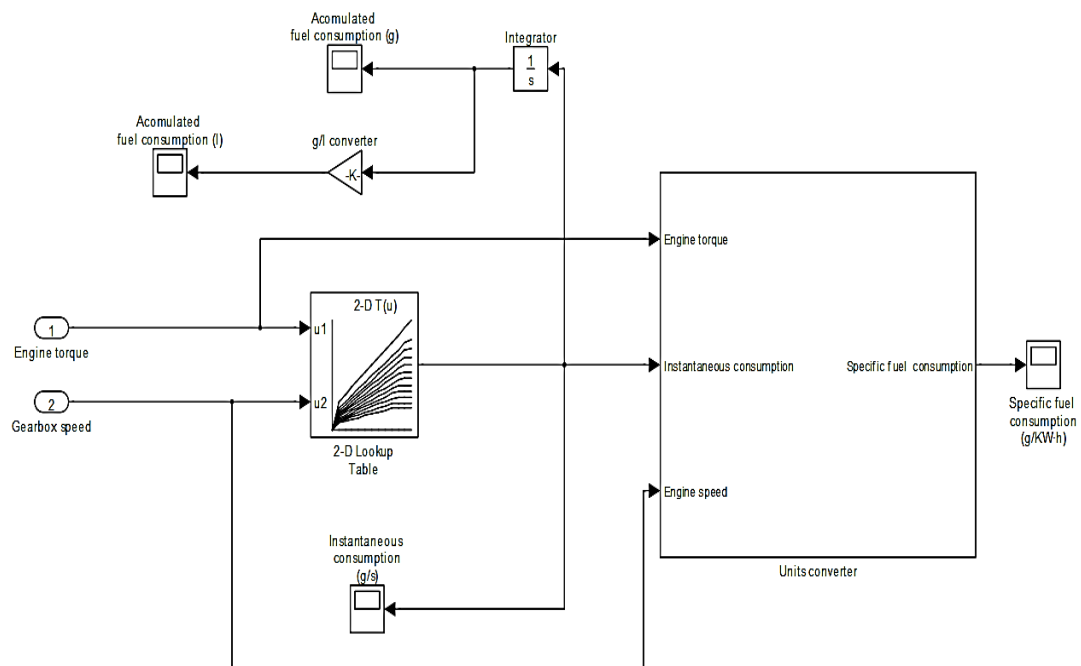 Acomulated
fuel consumption (g)
Integrator
1
s
Acomulated
fuel consumption (l)
g/l converter
-K-
Engine torque
2-D T(u)
1
u1
Engine torque
Instantaneous consumption
Specific fuel consumption
2
u2
Gearbox speed
Specific fuel
consumption
(g/KW·h)
2-D Lookup
Table
Engine speed
Instantaneous
consumption
(g/s)
Units converter